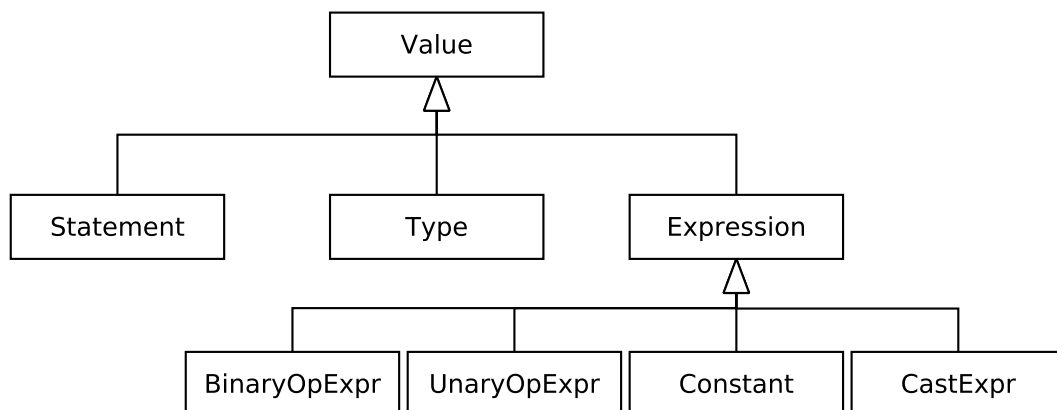 Value
Statement
Type
Expression
BinaryOpExpr
UnaryOpExpr
Constant
CastExpr